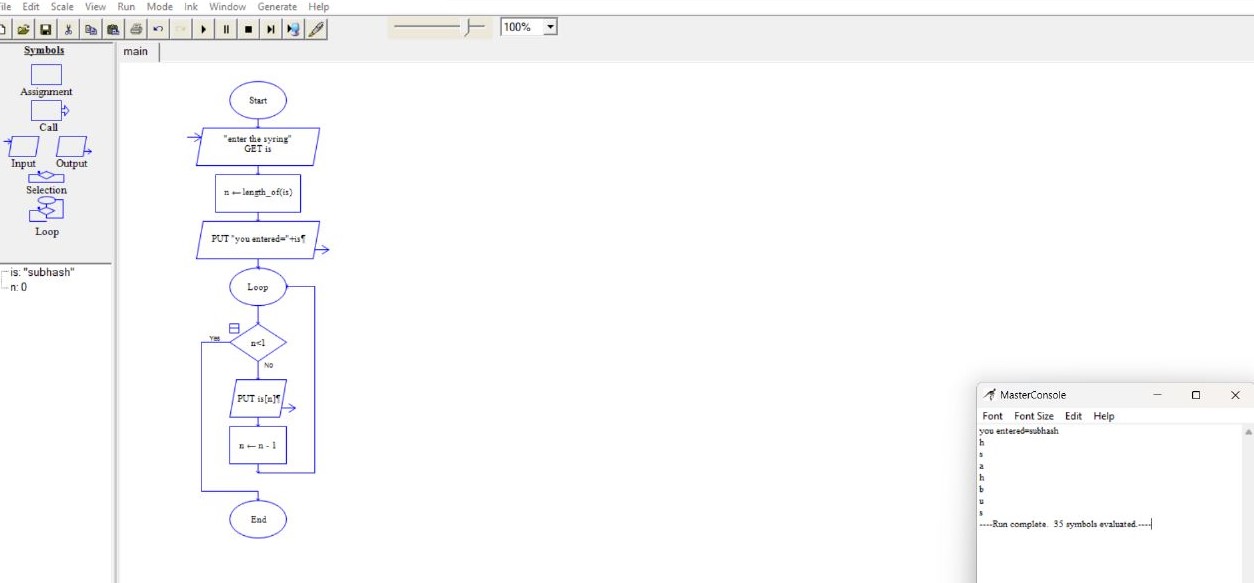 ile Edit Scale View Run Mode Ink Window Generate Help
100%
Symbols
Assignment
Call
Input Output
Selection
Loop
is: "subhash"
n: 0
main
Start
"enter the syring"
GET is
n ← length_of(is)
PUT "you entered="+is¶
Loop
Yes
n<1
No
PUT is[n]¶
n ← n - 1
End
MasterConsole
Font Font Size Edit Help
you entered=subhash
h
s
a
h
b
u
s
----Run complete. 35 symbols evaluated.----